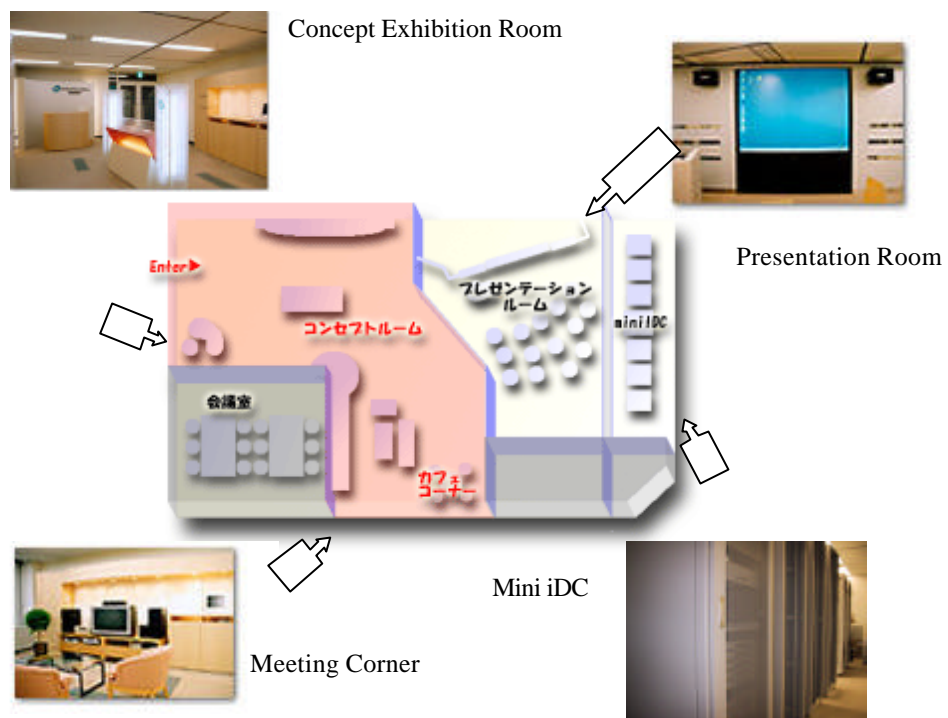 Concept Exhibition Room
Presentation Room
Enter▶
プレゼンテーション
ルーム
コンセプトルーム
miniIDC
会議室
カフェ
コーナー
Mini iDC
Meeting Corner